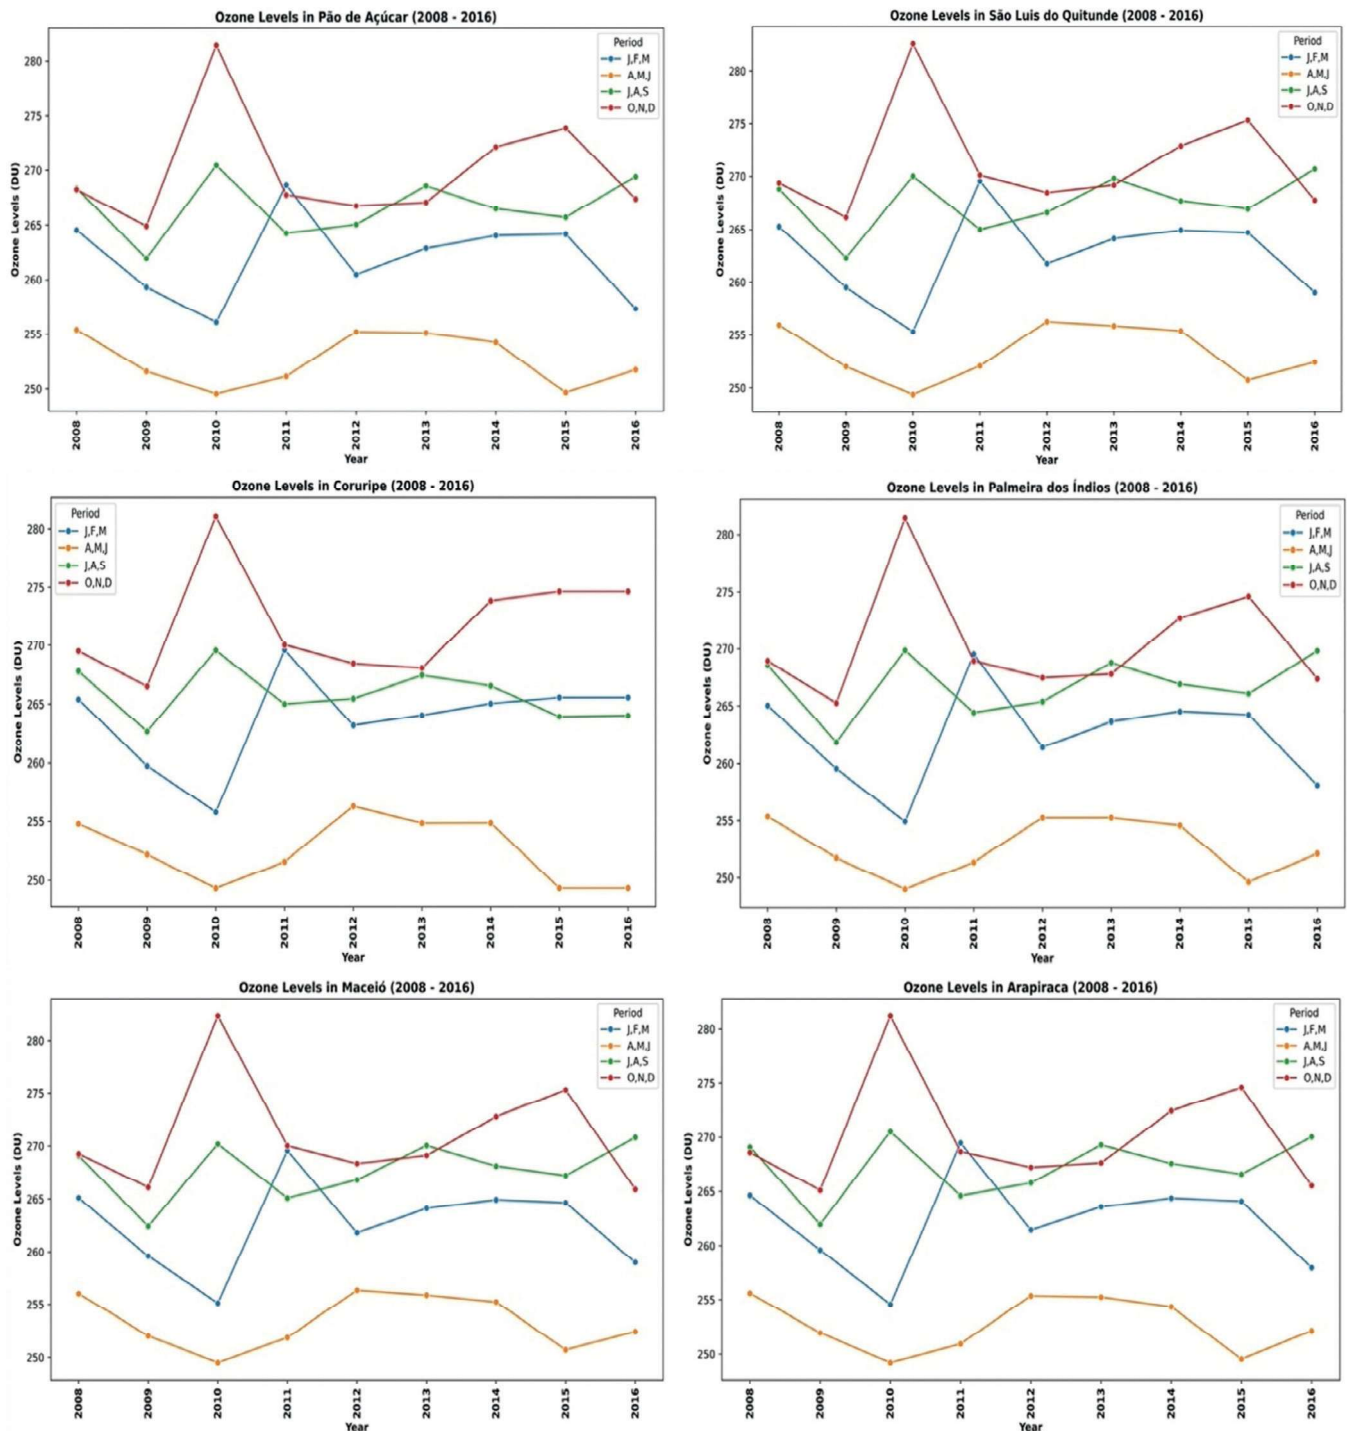 Ozone Levels in Pão de Açúcar (2008 - 2016)
Ozone Levels (DU)
280
275
270
265
260
255
250
Period
J,F,M
A,M,J
J,A,S
O,N,D
2008
2009
2010
2011
2012
2013
2014
2015
2016
Year
Ozone Levels in São Luis do Quitunde (2008 - 2016)
Ozone Levels (DU)
280
275
270
265
260
255
250
Period
J,F,M
A,M,J
J,A,S
O,N,D
2008
2009
2010
2011
2012
2013
2014
2015
2016
Year
Ozone Levels in Coruripe (2008 - 2016)
Ozone Levels (DU)
280
275
270
265
260
255
250
Period
J,F,M
A,M,J
J,A,S
O,N,D
2008
2009
2010
2011
2012
2013
2014
2015
2016
Year
Ozone Levels in Palmeira dos Índios (2008 - 2016)
Ozone Levels (DU)
280
275
270
265
260
255
250
Period
J,F,M
A,M,J
J,A,S
O,N,D
2008
2009
2010
2011
2012
2013
2014
2015
2016
Year
Ozone Levels in Maceió (2008 - 2016)
Ozone Levels (DU)
280
275
270
265
260
255
250
Period
J,F,M
A,M,J
J,A,S
O,N,D
2008
2009
2010
2011
2012
2013
2014
2015
2016
Year
Ozone Levels in Arapiraca (2008 - 2016)
Ozone Levels (DU)
280
275
270
265
260
255
250
Period
J,F,M
A,M,J
J,A,S
O,N,D
2008
2009
2010
2011
2012
2013
2014
2015
2016
Year